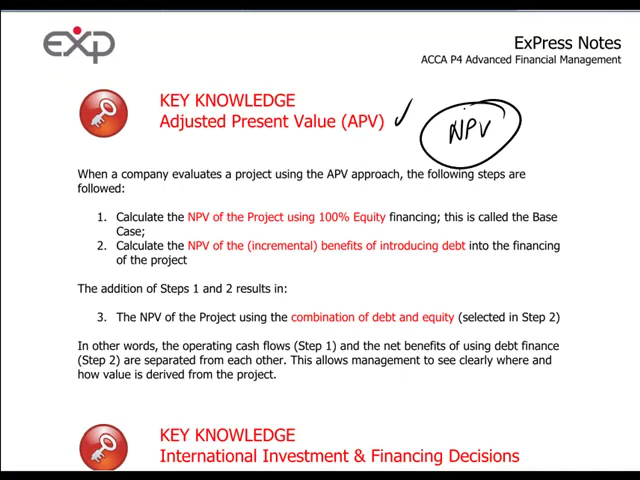 exp
ExPress Notes
ACCA P4 Advanced Financial Management
KEY KNOWLEDGE
Adjusted Present Value (APV)
NPV
When a company evaluates a project using the APV approach, the following steps are
followed:
1. Calculate the NPV of the Project using 100% Equity financing; this is called the Base
Case;
2. Calculate the NPV of the (incremental) benefits of introducing debt into the financing
of the project
The addition of Steps 1 and 2 results in:
3. The NPV of the Project using the combination of debt and equity (selected in Step 2)
In other words, the operating cash flows (Step 1) and the net benefits of using debt finance
(Step 2) are separated from each other. This allows management to see clearly where and
how value is derived from the project.
KEY KNOWLEDGE
International Investment & Financing Decisions